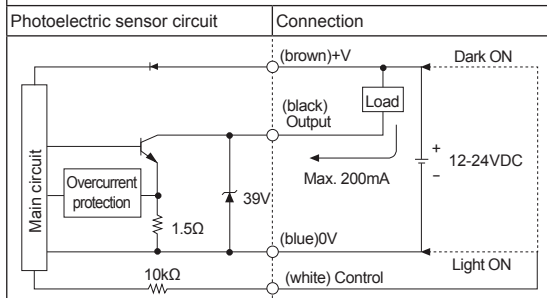 Photoelectric sensor circuit
Connection
(brown)+V
Dark ON
(black)
Output
Load
Main circuit
Overcurrent
protection
1.5Ω
39V
Max. 200mA
+
12-24VDC
−
(blue)0V
Light ON
10kΩ
(white) Control